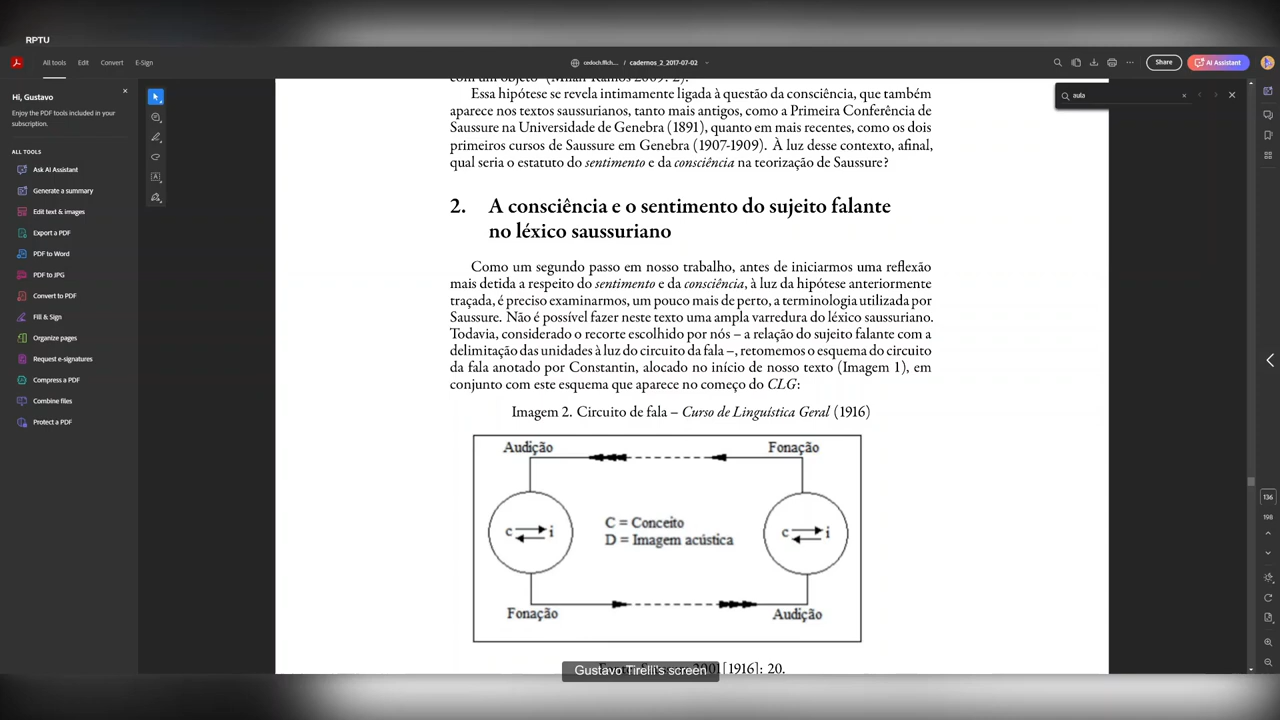 RPTU
All tools
Edit
Convert
E-Sign
cadernos_2_2017-07-02
Share
AI Assistant
Hi, Gustavo
Enjoy the PDF tools included in your
subscription.
ALL TOOLS
Ask AI Assistant
Generate a summary
Edit text & images
Export a PDF
PDF to Word
PDF to JPG
Convert to PDF
Fill & Sign
Organize pages
Request e-signatures
Compress a PDF
Combine files
Protect a PDF
aula
com um objeto" (Milán-Ramos 2009: 2).
Essa hipótese se revela intimamente ligada à questão da consciência, que também
aparece nos textos saussurianos, tanto mais antigos, como a Primeira Conferência de
Saussure na Universidade de Genebra (1891), quanto em mais recentes, como os dois
primeiros cursos de Saussure em Genebra (1907-1909). À luz desse contexto, afinal,
qual seria o estatuto do sentimento e da consciência na teorização de Saussure?
2. A consciência e o sentimento do sujeito falante
no léxico saussuriano
Como um segundo passo em nosso trabalho, antes de iniciarmos uma reflexão
mais detida a respeito do sentimento e da consciência, à luz da hipótese anteriormente
traçada, é preciso examinarmos, um pouco mais de perto, a terminologia utilizada por
Saussure. Não é possível fazer neste texto uma ampla varredura do léxico saussuriano.
Todavia, considerado o recorte escolhido por nós – a relação do sujeito falante com a
delimitação das unidades à luz do circuito da fala –, retomemos o esquema do circuito
da fala anotado por Constantin, alocado no início de nosso texto (Imagem 1), em
conjunto com este esquema que aparece no começo do CLG:
Imagem 2. Circuito de fala – Curso de Linguística Geral (1916)
Audição
Fonação
c
i
C = Conceito
D = Imagem acústica
c
i
Fonação
Audição
[1916]: 20.
Gustavo Tirelli's screen
136
198